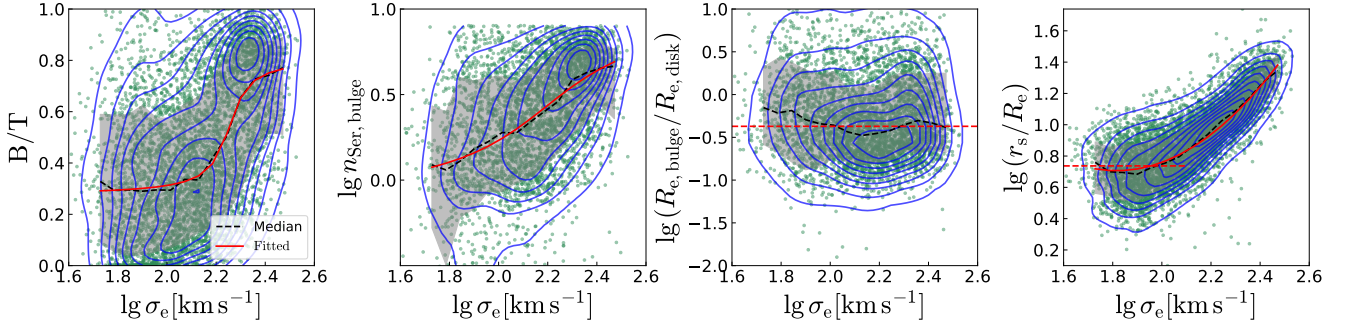 B/T
1.0
0.8
0.6
0.4
0.2
0.0
1.6 1.8 2.0 2.2 2.4 2.6
lg σe[km s−1]
Median
Fitted
lg nSer, bulge
1.0
0.5
0.0
1.6 1.8 2.0 2.2 2.4 2.6
lg σe[km s−1]
lg(Re,bulge/Re,disk)
1.0
0.5
0.0
−0.5
−1.0
−1.5
−2.0
1.6 1.8 2.0 2.2 2.4 2.6
lg σe[km s−1]
lg(rs/Re)
1.6
1.4
1.2
1.0
0.8
0.6
0.4
0.2
1.6 1.8 2.0 2.2 2.4 2.6
lg σe[km s−1]